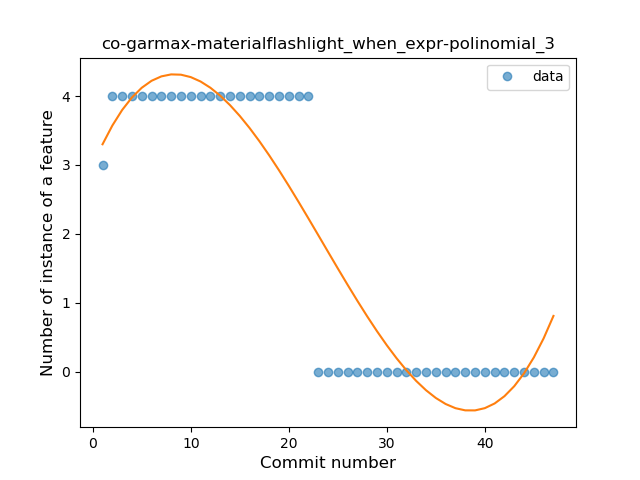 co-garmax-materialflashlight_when_expr-polinomial_3
data
Number of instance of a feature
4
3
2
1
0
0
10
20
30
40
Commit number